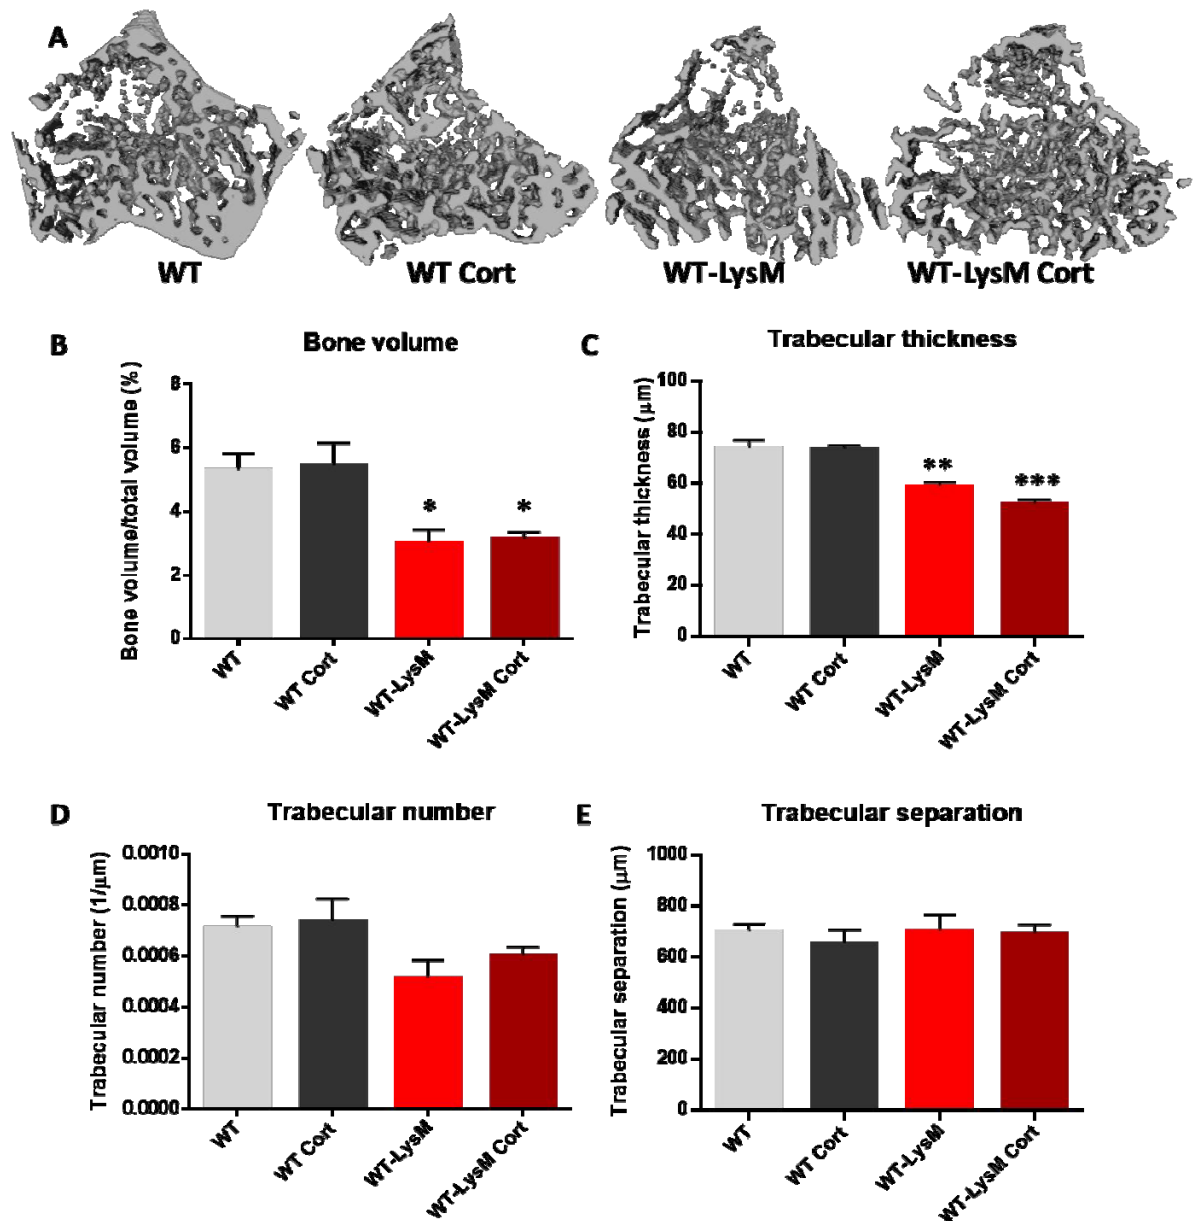 A
WT
WT Cort
WT-LysM
WT-LysM Cort
B
Bone volume
Bone volume/total volume (%)
8
6
4
2
0
*
*
WT
WT Cort
WT-LysM
WT-LysM Cort
C
Trabecular thickness
Trabecular thickness (μm)
100
80
60
40
20
0
**
***
WT
WT Cort
WT-LysM
WT-LysM Cort
D
Trabecular number
Trabecular number (1/μm)
0.0010
0.0008
0.0006
0.0004
0.0002
0.0000
WT
WT Cort
WT-LysM
WT-LysM Cort
E
Trabecular separation
Trabecular separation (μm)
1000
800
600
400
200
0
WT
WT Cort
WT-LysM
WT-LysM Cort